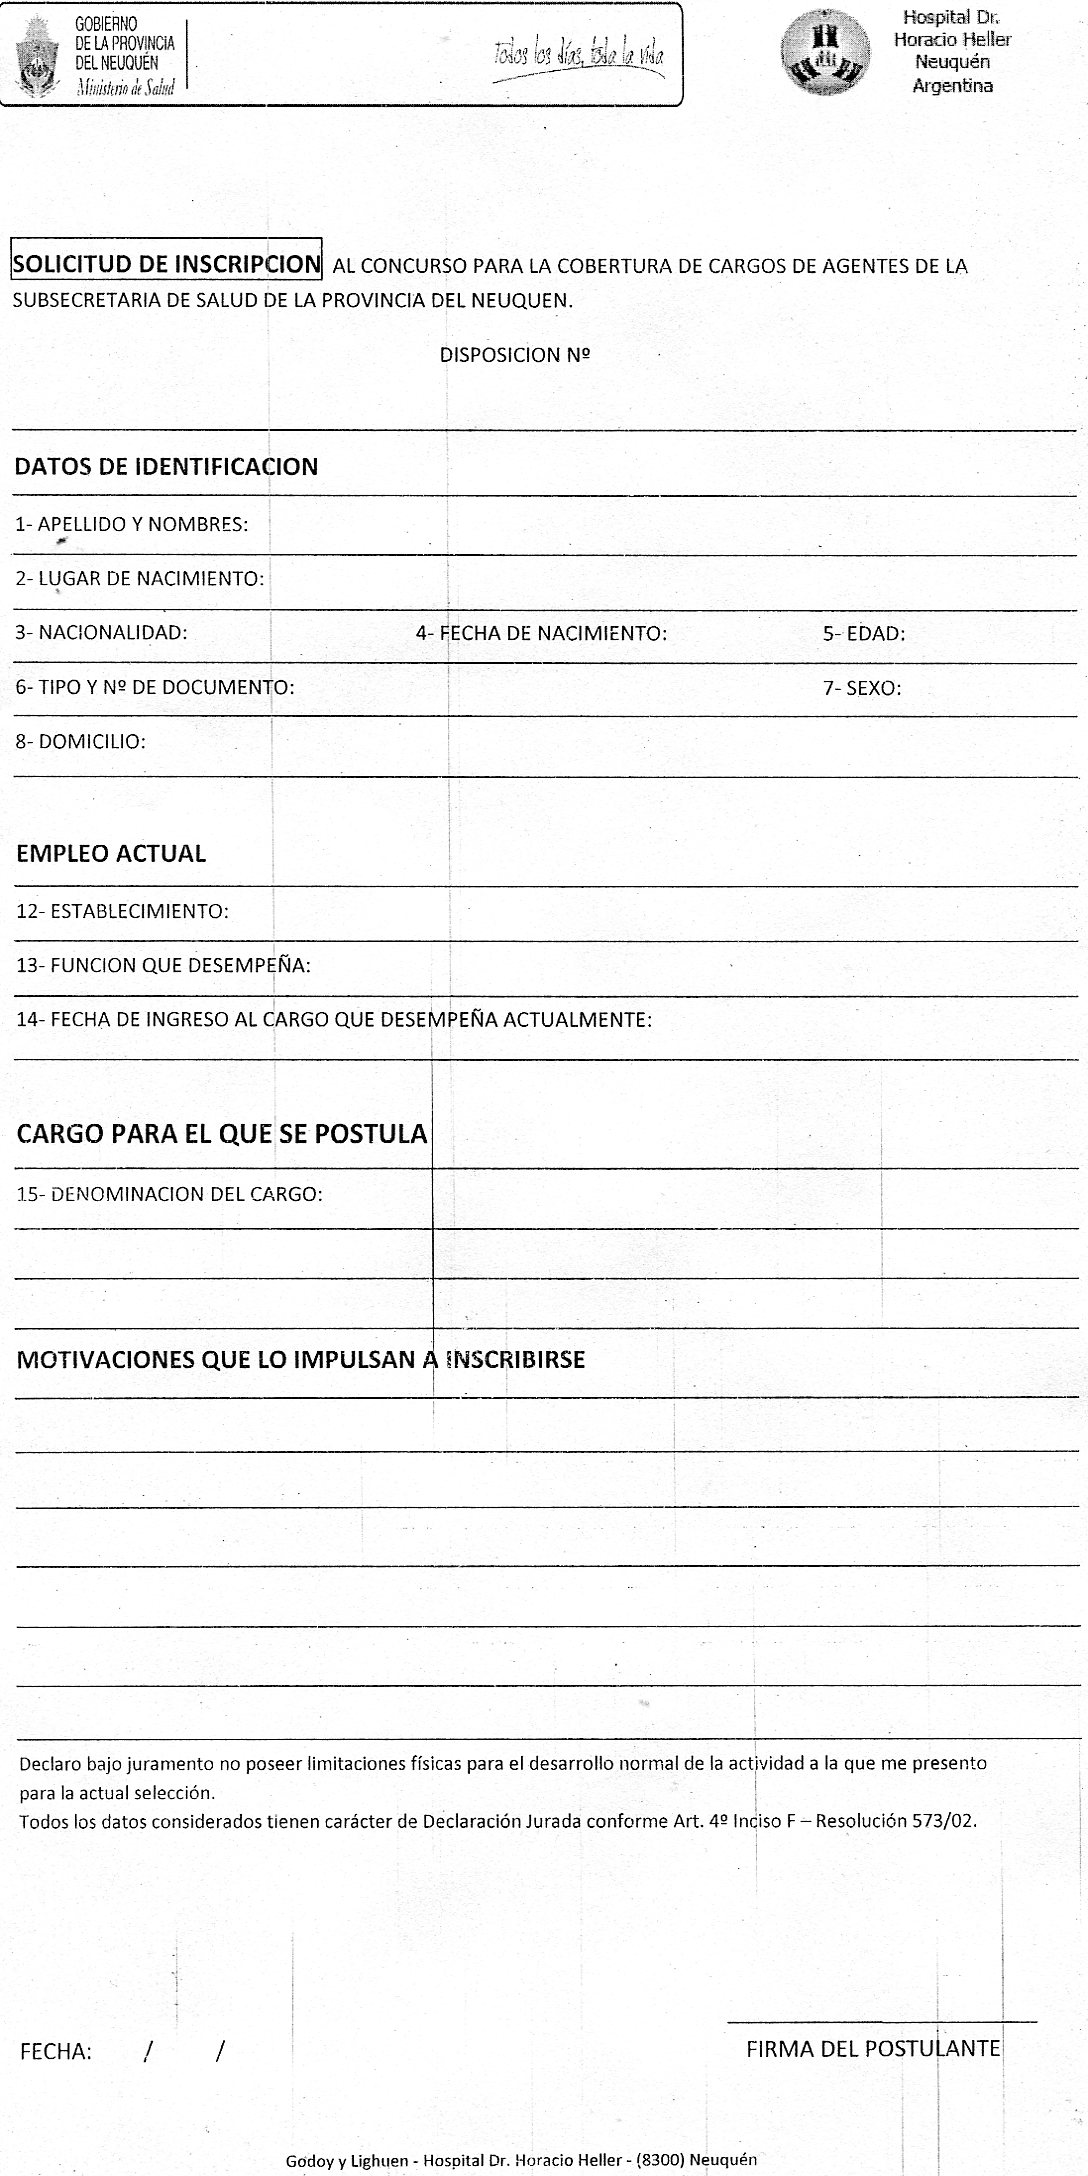 GOBIERNO
DE LA PROVINCIA
DEL NEUQUÉN
Ministerio de Salud
Todos los días, toda la vida
Hospital Dr.
Horacio Heller
Neuquén
Argentina
SOLICITUD DE INSCRIPCION AL CONCURSO PARA LA COBERTURA DE CARGOS DE AGENTES DE LA
SUBSECRETARIA DE SALUD DE LA PROVINCIA DEL NEUQUEN.
DISPOSICION Nº
DATOS DE IDENTIFICACION
1- APELLIDO Y NOMBRES:
2- LUGAR DE NACIMIENTO:
3- NACIONALIDAD: 4- FECHA DE NACIMIENTO: 5- EDAD:
6- TIPO Y Nº DE DOCUMENTO: 7- SEXO:
8- DOMICILIO:
EMPLEO ACTUAL
12- ESTABLECIMIENTO:
13- FUNCION QUE DESEMPEÑA:
14- FECHA DE INGRESO AL CARGO QUE DESEMPEÑA ACTUALMENTE:
CARGO PARA EL QUE SE POSTULA
15- DENOMINACION DEL CARGO:
MOTIVACIONES QUE LO IMPULSAN A INSCRIBIRSE
Declaro bajo juramento no poseer limitaciones físicas para el desarrollo normal de la actividad a la que me presento
para la actual selección.
Todos los datos considerados tienen carácter de Declaración Jurada conforme Art. 4º Inciso F – Resolución 573/02.
FECHA: / /
FIRMA DEL POSTULANTE
Godoy y Lighuen - Hospital Dr. Horacio Heller - (8300) Neuquén